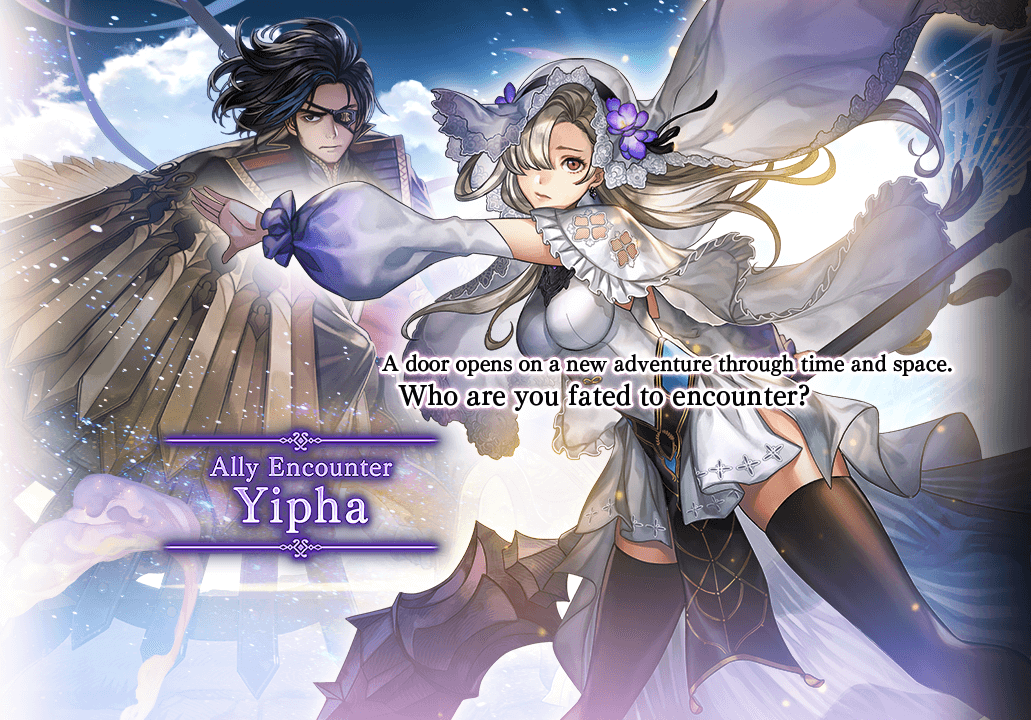 A door opens on a new adventure through time and space.
Who are you fated to encounter?
Ally Encounter
Yipha